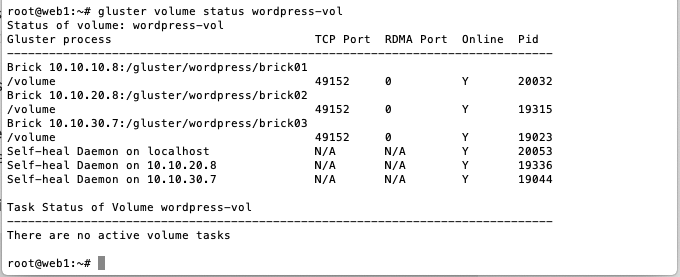 root@web1:~# gluster volume status wordpress-vol
Status of volume: wordpress-vol
Gluster process                             TCP Port  RDMA Port  Online  Pid
------------------------------------------------------------------------------
Brick 10.10.10.8:/gluster/wordpress/brick01
/volume                                     49152     0          Y       20032
Brick 10.10.20.8:/gluster/wordpress/brick02
/volume                                     49152     0          Y       19315
Brick 10.10.30.7:/gluster/wordpress/brick03
/volume                                     49152     0          Y       19023
Self-heal Daemon on localhost               N/A       N/A        Y       20053
Self-heal Daemon on 10.10.20.8              N/A       N/A        Y       19336
Self-heal Daemon on 10.10.30.7              N/A       N/A        Y       19044

Task Status of Volume wordpress-vol
------------------------------------------------------------------------------
There are no active volume tasks

root@web1:~#